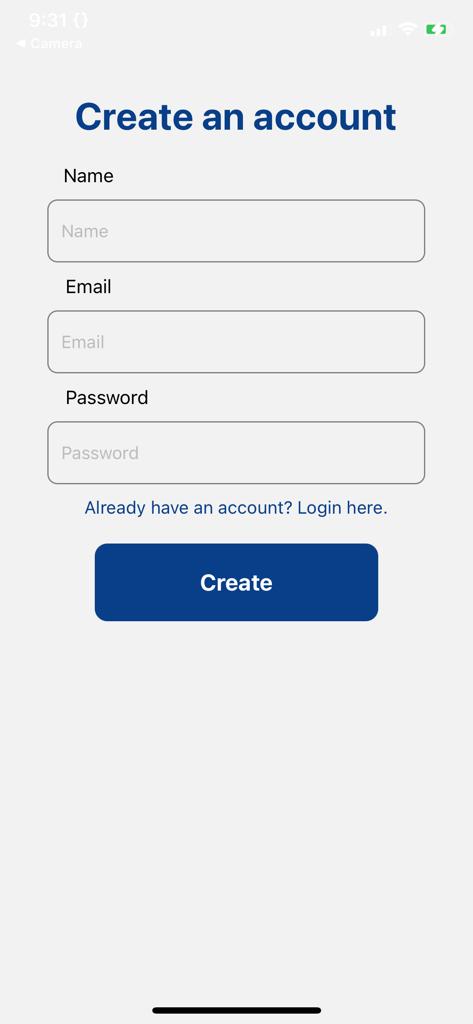 9:31 {}
◀ Camera
Create an account
Name
Name
Email
Email
Password
Password
Already have an account? Login here.
Create